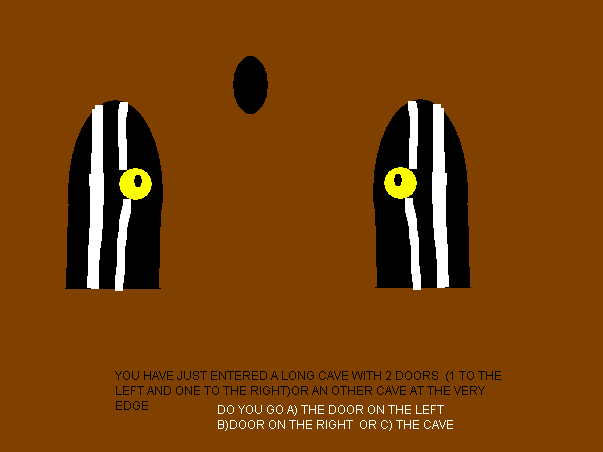 YOU HAVE JUST ENTERED A LONG CAVE WITH 2 DOORS (1 TO THE
LEFT AND ONE TO THE RIGHT)OR AN OTHER CAVE AT THE VERY
EDGE
DO YOU GO A) THE DOOR ON THE LEFT
B)DOOR ON THE RIGHT OR C) THE CAVE